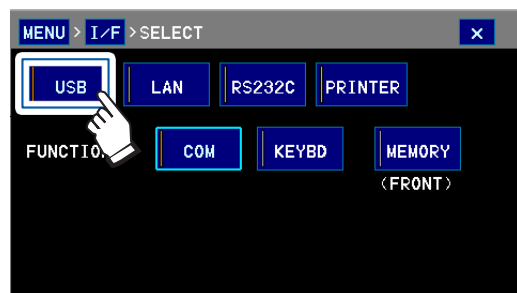 MENU > I/F > SELECT x
USB LAN RS232C PRINTER
FUNCTIO COM KEYBD MEMORY
(FRONT)